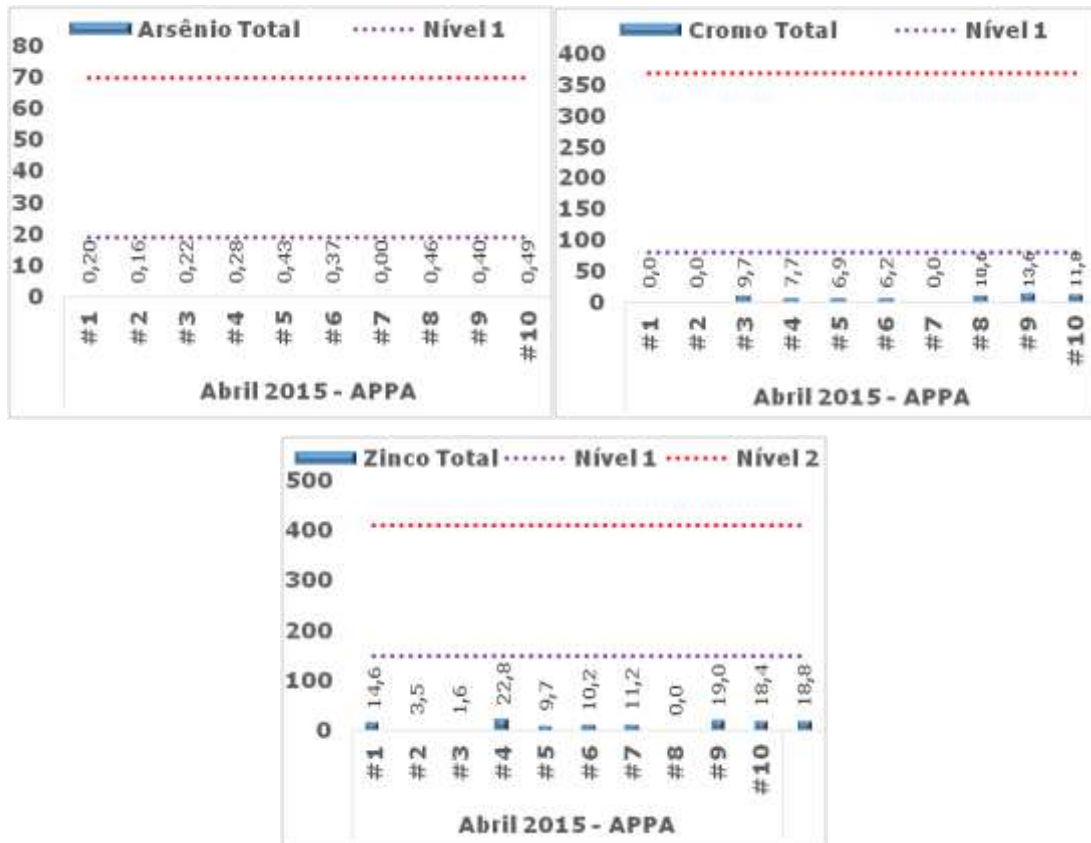 Arsênio Total Nível 1
80
70
60
50
40
30
20
10
0
0,20 0,16 0,22 0,28 0,43 0,37 0,00 0,46 0,40 0,49
#1 #2 #3 #4 #5 #6 #7 #8 #9 #10
Abril 2015 - APPA
Cromo Total Nível 1
400
350
300
250
200
150
100
50
0
0,0 0,0 9,7 7,7 6,9 6,2 0,0 10,6 13,6 11,8
#1 #2 #3 #4 #5 #6 #7 #8 #9 #10
Abril 2015 - APPA
Zinco Total Nível 1 Nível 2
500
400
300
200
100
0
14,6 3,5 1,6 22,8 9,7 10,2 11,2 0,0 19,0 18,4 18,8
#1 #2 #3 #4 #5 #6 #7 #8 #9 #10
Abril 2015 - APPA